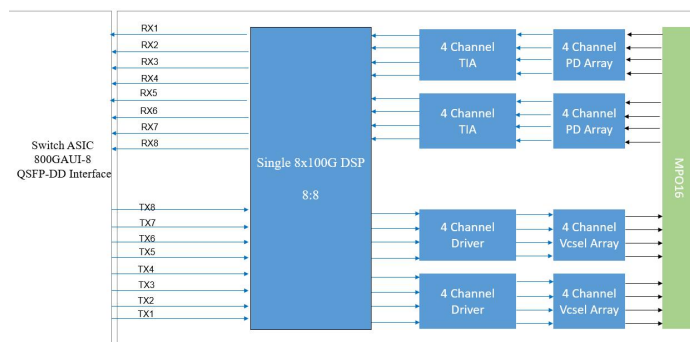 RX1
RX2
RX3
RX4
RX5
RX6
RX7
RX8
Switch ASIC
800GAUI-8
QSFP-DD Interface
TX8
TX7
TX6
TX5
TX4
TX3
TX2
TX1
Single 8x100G DSP
8:8
4 Channel
TIA
4 Channel
PD Array
4 Channel
TIA
4 Channel
PD Array
4 Channel
Driver
4 Channel
Vcsel Array
4 Channel
Driver
4 Channel
Vcsel Array
MPO16